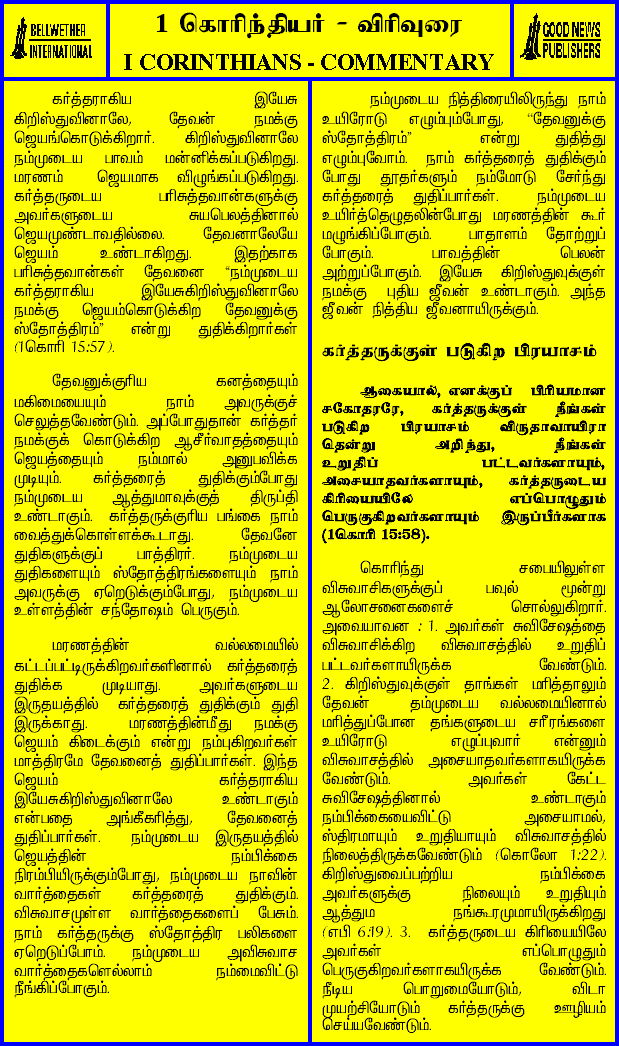 BELLWETHER
INTERNATIONAL
1 கொரிந்தியர் - விரிவுரை
I CORINTHIANS - COMMENTARY
GOOD NEWS
PUBLISHERS
கர்த்தராகிய இயேசு
கிறிஸ்துவினாலே, தேவன் நமக்கு
ஜெயங்கொடுக்கிறார். கிறிஸ்துவினாலே
நம்முடைய பாவம் மன்னிக்கப்படுகிறது.
மரணம் ஜெயமாக விழுங்கப்படுகிறது.
கர்த்தருடைய பரிசுத்தவான்களுக்கு
அவர்களுடைய சுயபெலத்தினால்
ஜெயமுண்டாவதில்லை. தேவனாலேயே
ஜெயம் உண்டாகிறது. இதற்காக
பரிசுத்தவான்கள் தேவனை “நம்முடைய
கர்த்தராகிய இயேசுகிறிஸ்துவினாலே
நமக்கு ஜெயம்கொடுக்கிற தேவனுக்கு
ஸ்தோத்திரம்” என்று துதிக்கிறார்கள்
(1கொரி 15:57).
தேவனுக்குரிய கனத்தையும்
மகிமையையும் நாம் அவருக்குச்
செலுத்தவேண்டும். அப்போதுதான் கர்த்தர்
நமக்குக் கொடுக்கிற ஆசீர்வாதத்தையும்
ஜெயத்தையும் நம்மால் அனுபவிக்க
முடியும். கர்த்தரைத் துதிக்கும்போது
நம்முடைய ஆத்துமாவுக்குத் திருப்தி
உண்டாகும். கர்த்தருக்குரிய பங்கை நாம்
வைத்துக்கொள்ளக்கூடாது. தேவனே
துதிகளுக்குப் பாத்திரர். நம்முடைய
துதிகளையும் ஸ்தோத்திரங்களையும் நாம்
அவருக்கு ஏறெடுக்கும்போது, நம்முடைய
உள்ளத்தின் சந்தோஷம் பெருகும்.
மரணத்தின் வல்லமையில்
கட்டப்பட்டிருக்கிறவர்களினால் கர்த்தரைத்
துதிக்க முடியாது. அவர்களுடைய
இருதயத்தில் கர்த்தரைத் துதிக்கும் துதி
இருக்காது. மரணத்தின்மீது நமக்கு
ஜெயம் கிடைக்கும் என்று நம்புகிறவர்கள்
மாத்திரமே தேவனைத் துதிப்பார்கள். இந்த
ஜெயம் கர்த்தராகிய
இயேசுகிறிஸ்துவினாலே உண்டாகும்
என்பதை அங்கீகரித்து, தேவனைத்
துதிப்பார்கள். நம்முடைய இருதயத்தில்
ஜெயத்தின் நம்பிக்கை
நிரம்பியிருக்கும்போது, நம்முடைய நாவின்
வார்த்தைகள் கர்த்தரைத் துதிக்கும்.
விசுவாசமுள்ள வார்த்தைகளைப் பேசும்.
நாம் கர்த்தருக்கு ஸ்தோத்திர பலிகளை
ஏறெடுப்போம். நம்முடைய அவிசுவாச
வார்த்தைகளெல்லாம் நம்மைவிட்டு
நீங்கிப்போகும்.
நம்முடைய நித்திரையிலிருந்து நாம்
உயிரோடு எழும்பும்போது, “தேவனுக்கு
ஸ்தோத்திரம்” என்று துதித்து
எழும்புவோம். நாம் கர்த்தரைத் துதிக்கும்
போது தூதர்களும் நம்மோடு சேர்ந்து
கர்த்தரைத் துதிப்பார்கள். நம்முடைய
உயிர்த்தெழுதலின்போது மரணத்தின் கூர்
மழுங்கிப்போகும். பாதாளம் தோற்றுப்
போகும். பாவத்தின் பெலன்
அற்றுப்போகும். இயேசு கிறிஸ்துவுக்குள்
நமக்கு புதிய ஜீவன் உண்டாகும். அந்த
ஜீவன் நித்திய ஜீவனாயிருக்கும்.
கர்த்தருக்குள் படுகிற பிரயாசம்
ஆகையால், எனக்குப் பிரியமான
சகோதரரே, கர்த்தருக்குள் நீங்கள்
படுகிற பிரயாசம் விருதாவாயிரா
தென்று அறிந்து, நீங்கள்
உறுதிப் பட்டவர்களாயும்,
அசையாதவர்களாயும், கர்த்தருடைய
கிரியையிலே எப்பொழுதும்
பெருகுகிறவர்களாயும் இருப்பீர்களாக
(1கொரி 15:58).
கொரிந்து சபையிலுள்ள
விசுவாசிகளுக்குப் பவுல் மூன்று
ஆலோசனைகளைச் சொல்லுகிறார்.
அவையாவன : 1. அவர்கள் சுவிசேஷத்தை
விசுவாசிக்கிற விசுவாசத்தில் உறுதிப்
பட்டவர்களாயிருக்க வேண்டும்.
2. கிறிஸ்துவுக்குள் தாங்கள் மரித்தாலும்
தேவன் தம்முடைய வல்லமையினால்
மரித்துப்போன தங்களுடைய சரீரங்களை
உயிரோடு எழுப்புவார் என்னும்
விசுவாசத்தில் அசையாதவர்களாகயிருக்க
வேண்டும். அவர்கள் கேட்ட
சுவிசேஷத்தினால் உண்டாகும்
நம்பிக்கையைவிட்டு அசையாமல்,
ஸ்திரமாயும் உறுதியாயும் விசுவாசத்தில்
நிலைத்திருக்கவேண்டும் (கொலோ 1:22).
கிறிஸ்துவைப்பற்றிய நம்பிக்கை
அவர்களுக்கு நிலையும் உறுதியும்
ஆத்தும நங்கூரமுமாயிருக்கிறது
(எபி 6:19). 3. கர்த்தருடைய கிரியையிலே
அவர்கள் எப்பொழுதும்
பெருகுகிறவர்களாகயிருக்க வேண்டும்.
நீடிய பொறுமையோடும், விடா
முயற்சியோடும் கர்த்தருக்கு ஊழியம்
செய்யவேண்டும்.